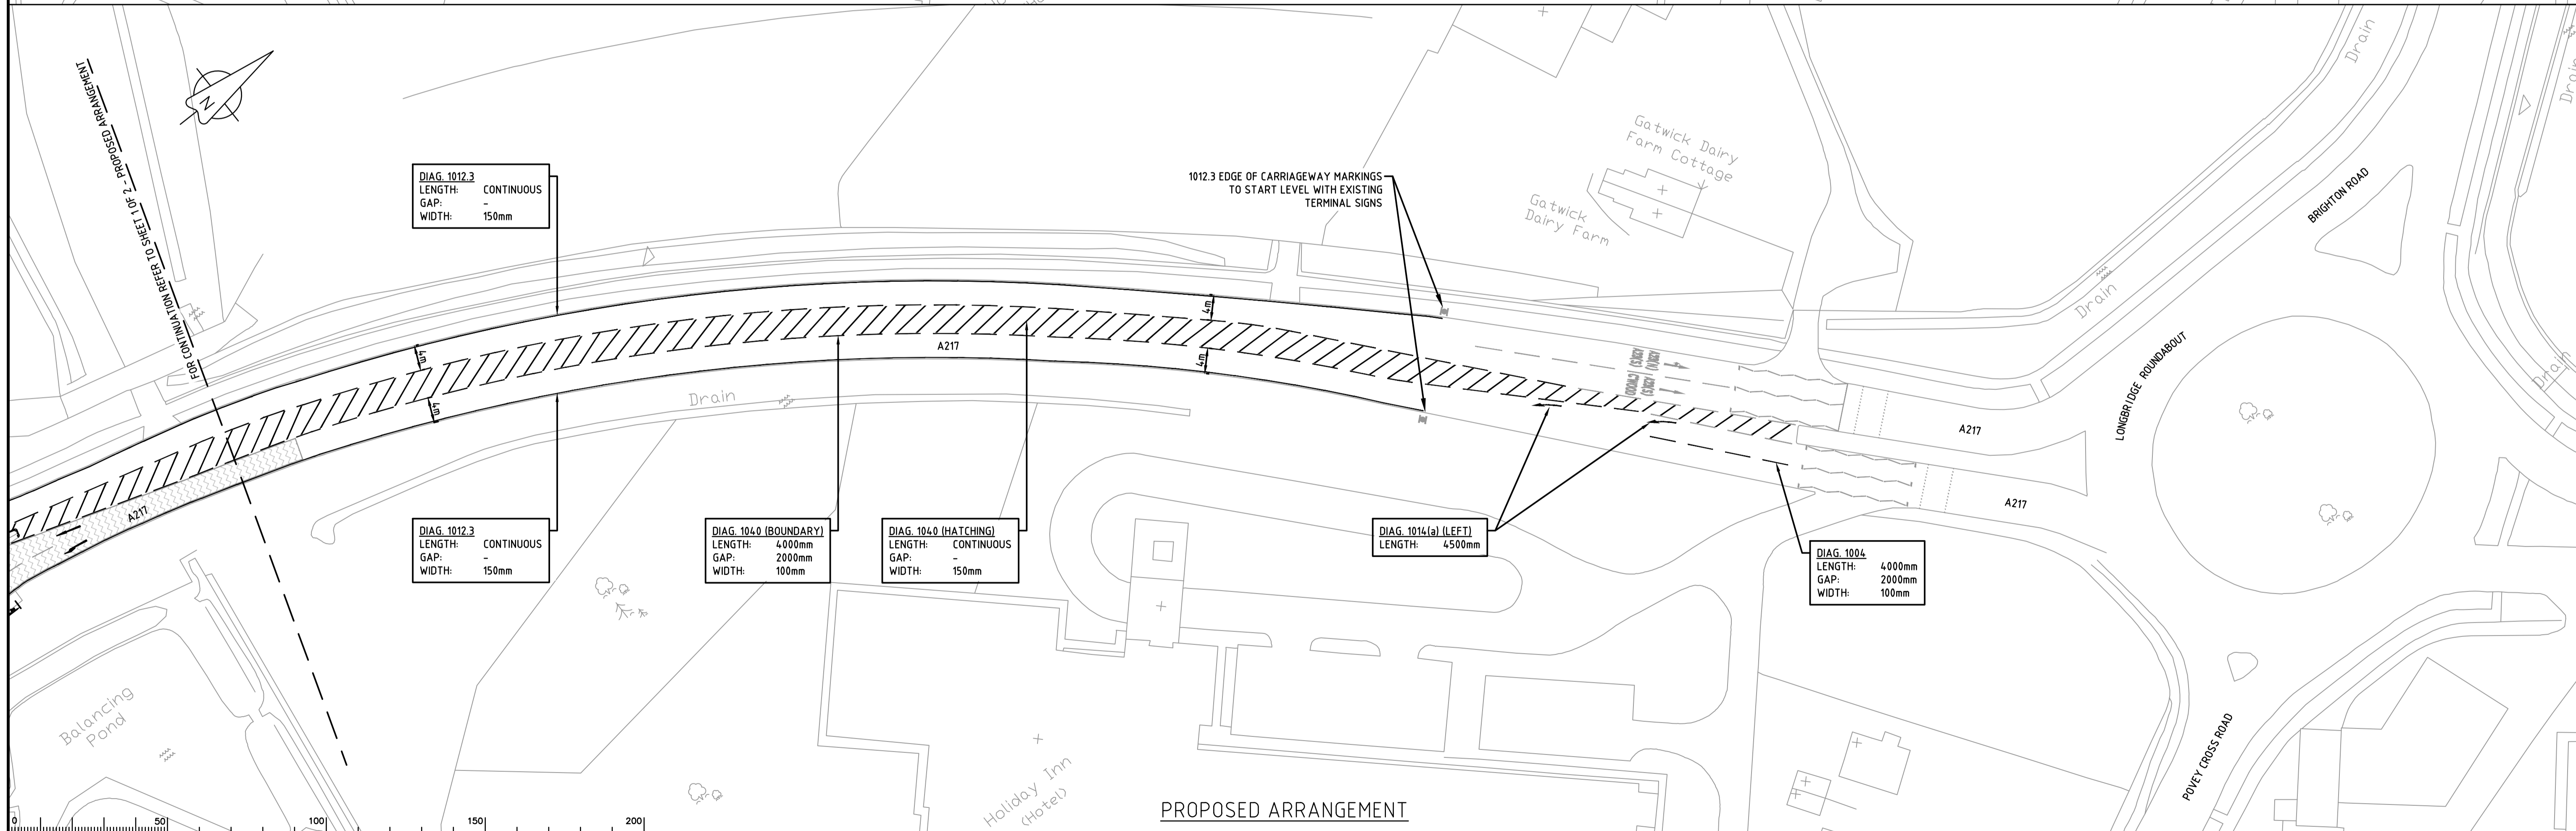 FOR CONTINUATION REFER TO SHEET 1 OF 2 - PROPOSED ARRANGEMENT
N
DIAG. 1012.3
LENGTH: CONTINUOUS
GAP: -
WIDTH: 150mm
1012.3 EDGE OF CARRIAGEWAY MARKINGS
TO START LEVEL WITH EXISTING
TERMINAL SIGNS
Gatwick Dairy
Farm Cottage
Gatwick
Dairy Farm
Drain
Drain
Drain
Drain
BRIGHTON ROAD
LONGBRIDGE ROUNDABOUT
4m
4m
4m
4m
A217
A217
A217
A217
Drain
DIAG. 1012.3
LENGTH: CONTINUOUS
GAP: -
WIDTH: 150mm
DIAG. 1040 (BOUNDARY)
LENGTH: 4000mm
GAP: 2000mm
WIDTH: 100mm
DIAG. 1040 (HATCHING)
LENGTH: CONTINUOUS
GAP: -
WIDTH: 150mm
DIAG. 1014(a) (LEFT)
LENGTH: 4500mm
DIAG. 1004
LENGTH: 4000mm
GAP: 2000mm
WIDTH: 100mm
Balancing
Pond
Holiday Inn
(Hotel)
POVEY CROSS ROAD
PROPOSED ARRANGEMENT
0 50 100 150 200